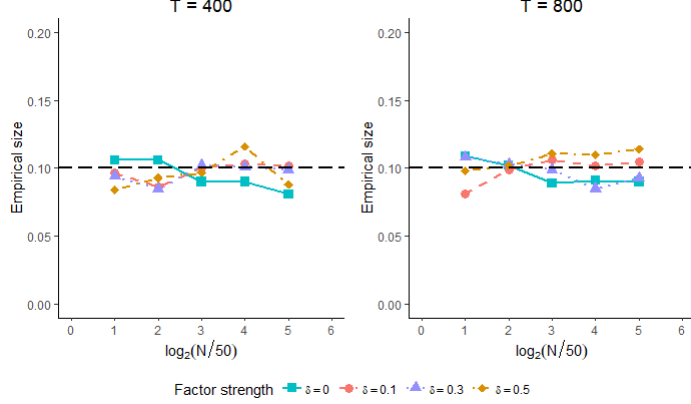 T = 400
T = 800
Empirical size
0.20
0.15
0.10
0.05
0.00
0 1 2 3 4 5 6
log₂(N/50)
Empirical size
0.20
0.15
0.10
0.05
0.00
0 1 2 3 4 5 6
log₂(N/50)
Factor strength δ = 0 δ = 0.1 δ = 0.3 δ = 0.5